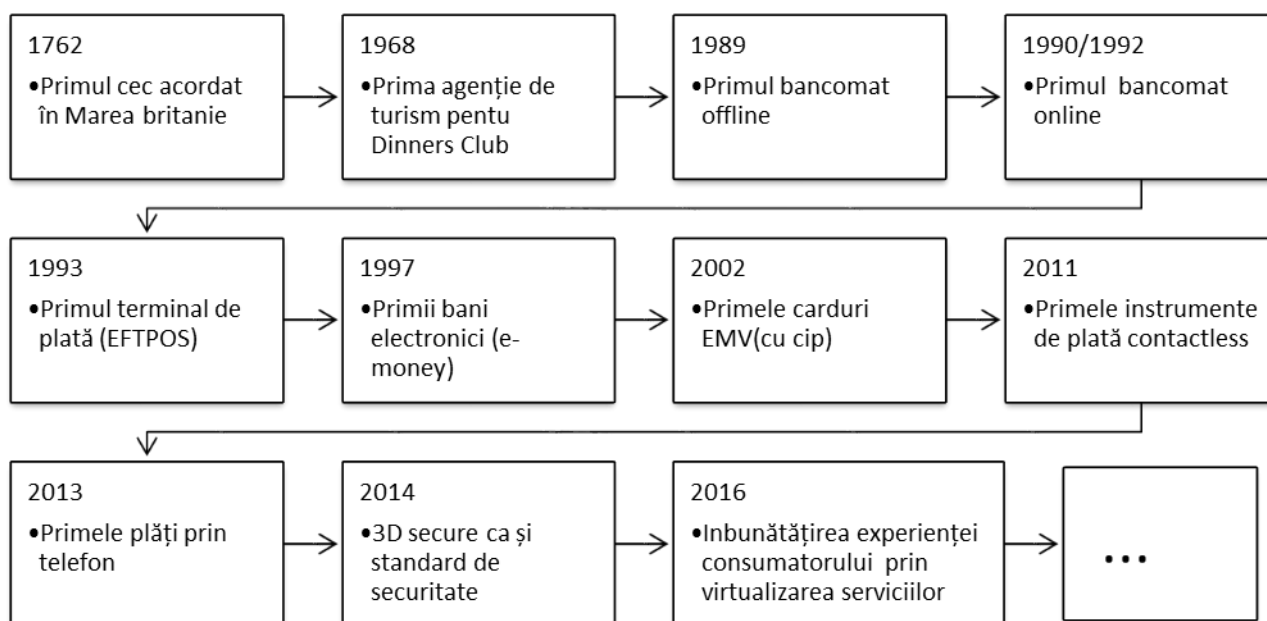 1762
•Primul cec acordat
în Marea britanie
1968
•Prima agenție de
turism pentu
Dinners Club
1989
•Primul bancomat
offline
1990/1992
•Primul bancomat
online
1993
•Primul terminal de
plată (EFTPOS)
1997
•Primii bani
electronici (e-
money)
2002
•Primele carduri
EMV(cu cip)
2011
•Primele instrumente
de plată contactless
2013
•Primele plăți prin
telefon
2014
•3D secure ca și
standard de
securitate
2016
•Inbunătățirea experienței
consumatorului prin
virtualizarea serviciilor
...